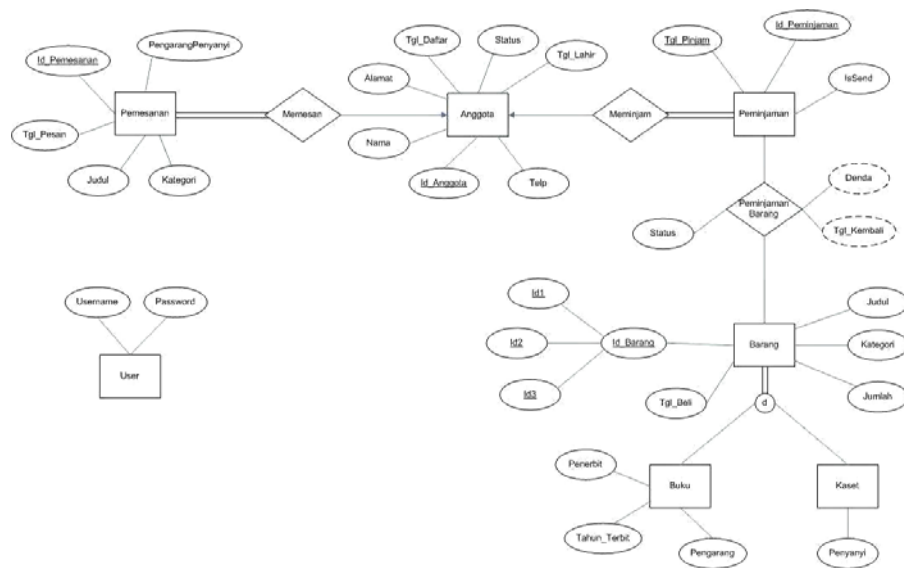 PengarangPenyanyi
Id_Pemesanan
Pemesanan
Tgl_Pesan
Judul
Kategori
Memesan
Tgl_Daftar
Status
Tgl_Lahir
Alamat
Anggota
Nama
Id_Anggota
Telp
Meminjam
Tgl_Pinjam
Id_Peminjaman
IsSend
Peminjaman
Peminjaman
Barang
Denda
Tgl_Kembali
Status
Username
Password
User
Id1
Id2
Id3
Id_Barang
Barang
Judul
Kategori
Jumlah
Tgl_Beli
d
Penerbit
Buku
Tahun_Terbit
Pengarang
Kaset
Penyanyi